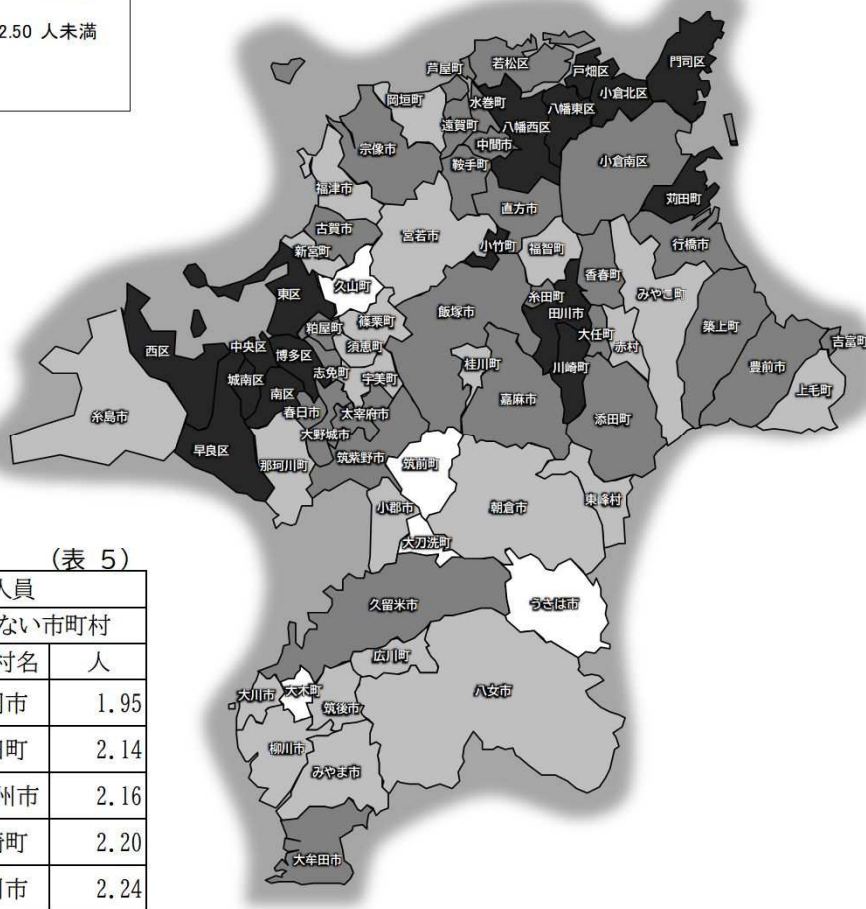 2.50 人未満
門司区
若松区
戸畑区
芦屋町
小倉北区
岡垣町
水巻町
八幡東区
遠賀町
八幡西区
宗像市
中間市
小倉南区
鞍手町
福津市
苅田町
直方市
古賀市
宮若市
行橋市
新宮町
小竹町
福智町
香春町
久山町
東区
みやこ町
糸田町
飯塚市
田川市
篠栗町
粕屋町
大任町
築上町
吉富町
須恵町
赤村
中央区
西区
博多区
桂川町
川崎町
豊前市
志免町
宇美町
上毛町
城南区
南区
嘉麻市
春日市
太宰府市
糸島市
添田町
大野城市
早良区
筑紫野市
筑前町
那珂川町
東峰村
小郡市
朝倉市
大刀洗町
(表 5)
人員
ない市町村
村名 人
市 1.95
町 2.14
州市 2.16
町 2.20
市 2.24
久留米市
うきは市
広川町
八女市
大川市
大木町
筑後市
柳川市
みやま市
大牟田市